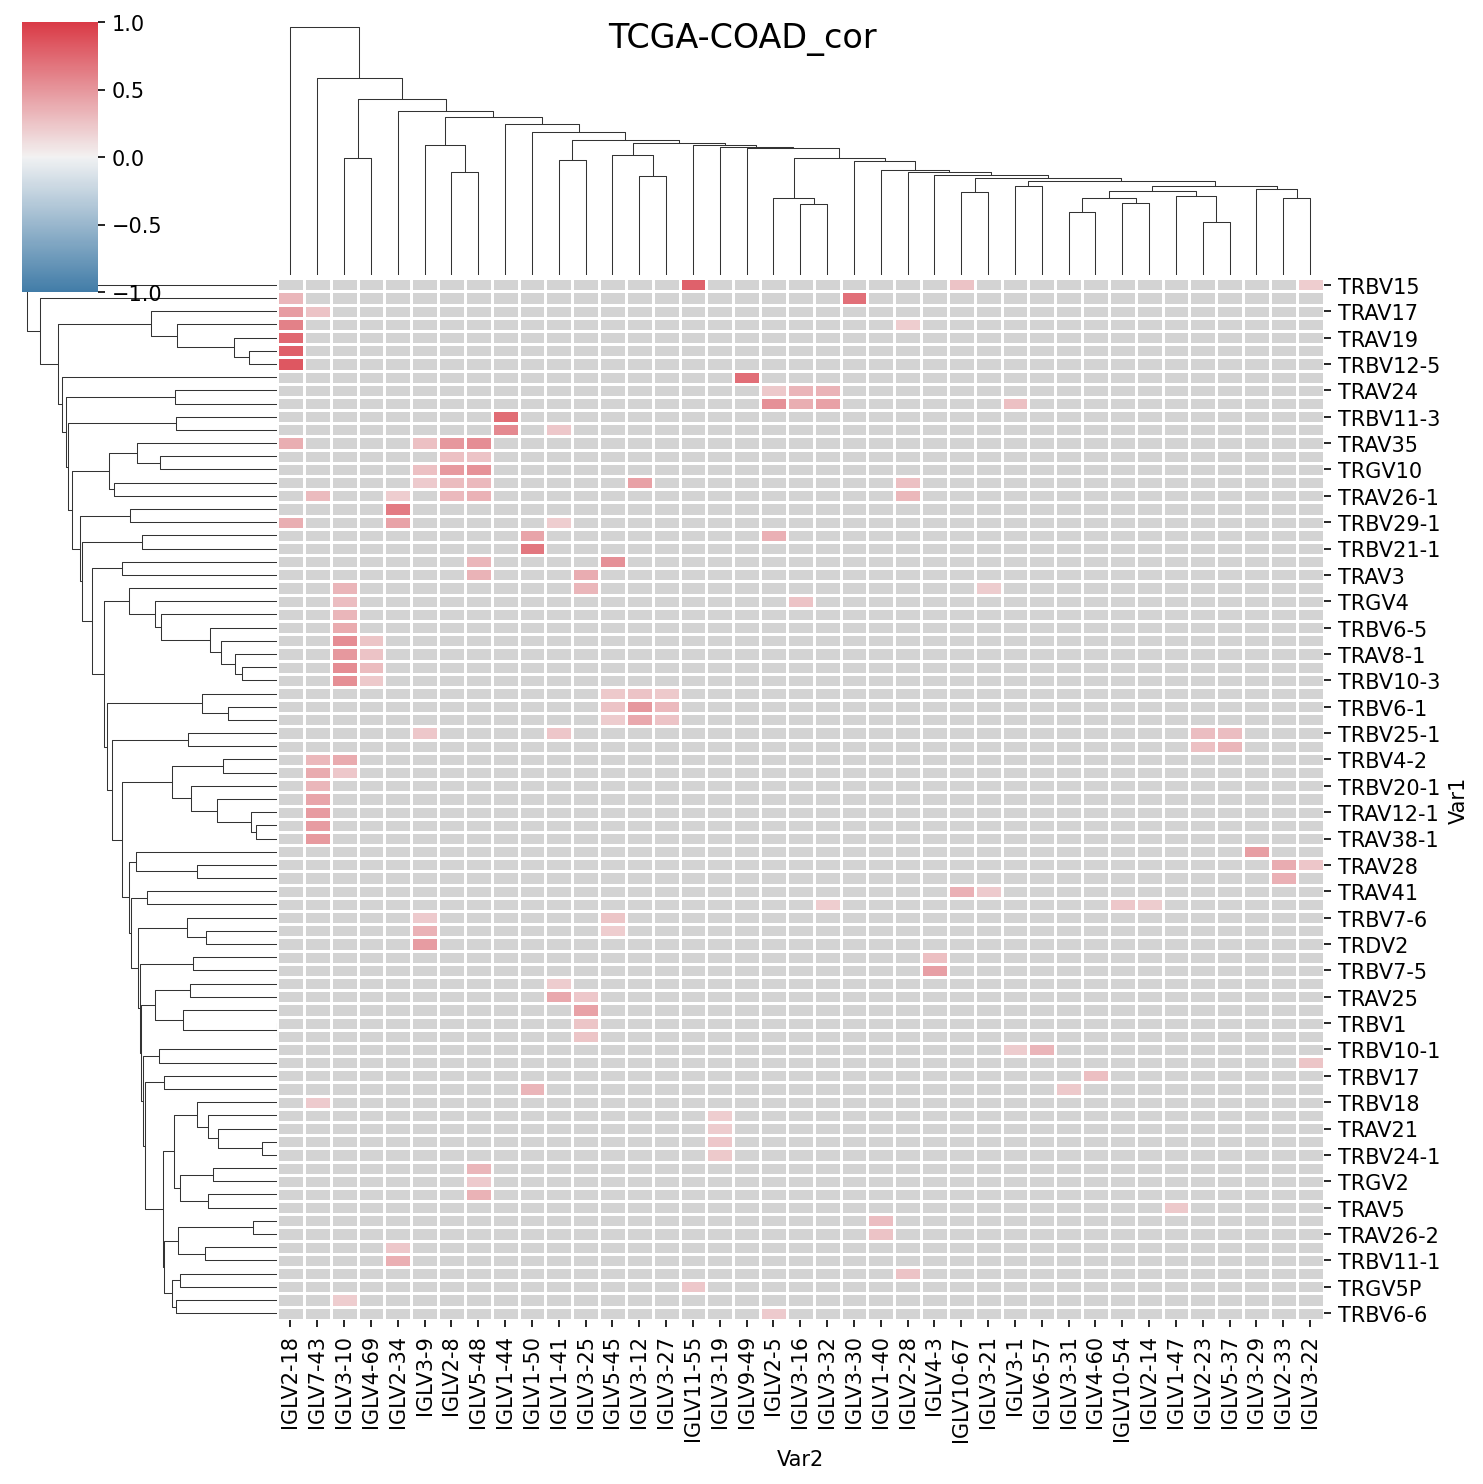 TCGA-COAD_cor
1.0
0.5
0.0
−0.5
−1.0
TRBV15
TRAV17
TRAV19
TRBV12-5
TRAV24
TRBV11-3
TRAV35
TRGV10
TRAV26-1
TRBV29-1
TRBV21-1
TRAV3
TRGV4
TRBV6-5
TRAV8-1
TRBV10-3
TRBV6-1
TRBV25-1
TRBV4-2
TRBV20-1
TRAV12-1
TRAV38-1
TRAV28
TRAV41
TRBV7-6
TRDV2
TRBV7-5
TRAV25
TRBV1
TRBV10-1
TRBV17
TRBV18
TRAV21
TRBV24-1
TRGV2
TRAV5
TRAV26-2
TRBV11-1
TRGV5P
TRBV6-6
Var1
IGLV2-18
IGLV7-43
IGLV3-10
IGLV4-69
IGLV2-34
IGLV3-9
IGLV2-8
IGLV5-48
IGLV1-44
IGLV1-50
IGLV1-41
IGLV3-25
IGLV5-45
IGLV3-12
IGLV3-27
IGLV11-55
IGLV3-19
IGLV9-49
IGLV2-5
IGLV3-16
IGLV3-32
IGLV3-30
IGLV1-40
IGLV2-28
IGLV4-3
IGLV10-67
IGLV3-21
IGLV3-1
IGLV6-57
IGLV3-31
IGLV4-60
IGLV10-54
IGLV2-14
IGLV1-47
IGLV2-23
IGLV5-37
IGLV3-29
IGLV2-33
IGLV3-22
Var2